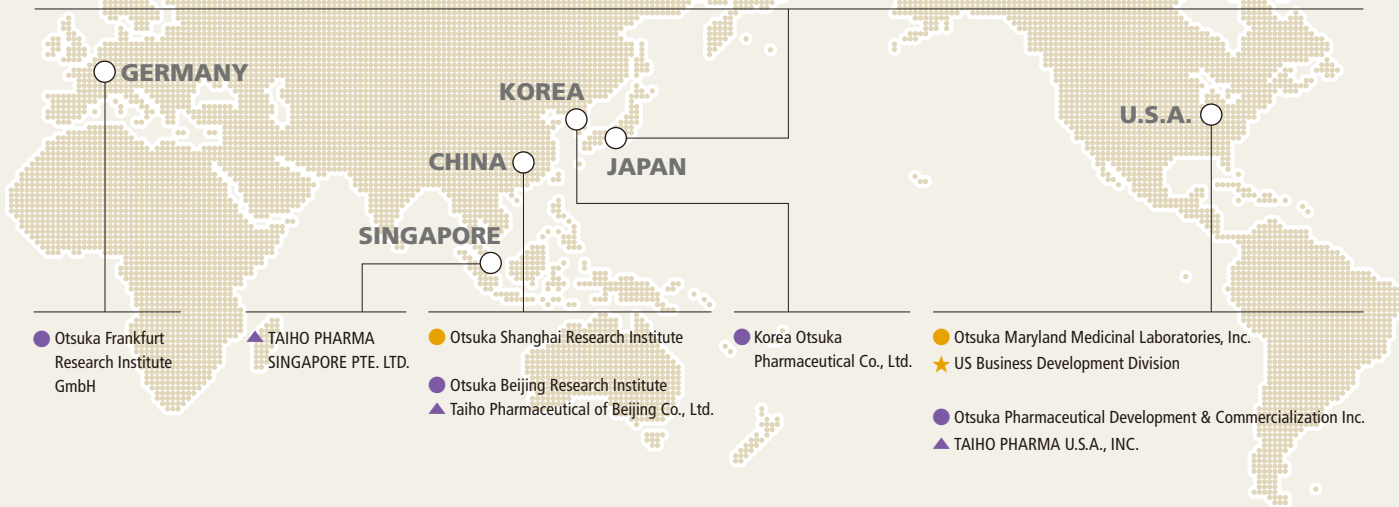 GERMANY
KOREA
U.S.A.
CHINA
JAPAN
SINGAPORE
Otsuka Frankfurt
Research Institute
GmbH
TAIHO PHARMA
SINGAPORE PTE. LTD.
Otsuka Shanghai Research Institute
Otsuka Beijing Research Institute
Taiho Pharmaceutical of Beijing Co., Ltd.
Korea Otsuka
Pharmaceutical Co., Ltd.
Otsuka Maryland Medicinal Laboratories, Inc.
US Business Development Division
Otsuka Pharmaceutical Development & Commercialization Inc.
TAIHO PHARMA U.S.A., INC.